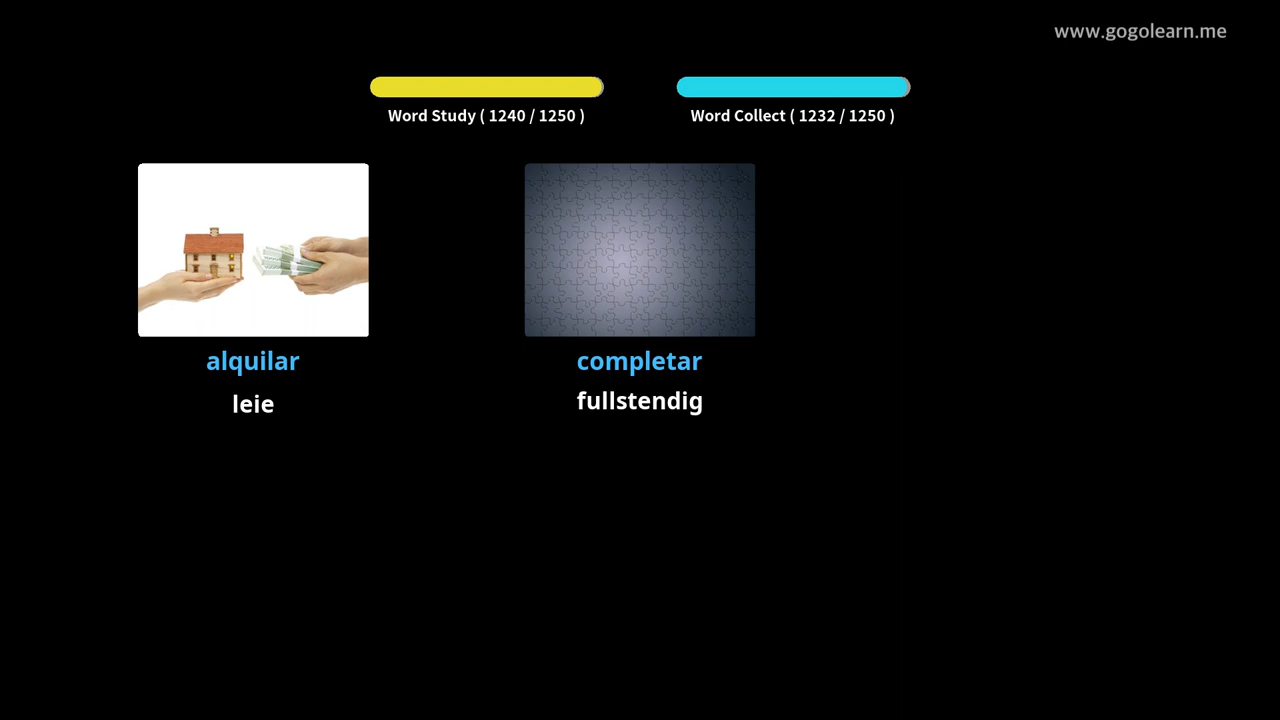 www.gogolearn.me
Word Study ( 1240 / 1250 )
Word Collect ( 1232 / 1250 )
alquilar
leie
completar
fullstendig